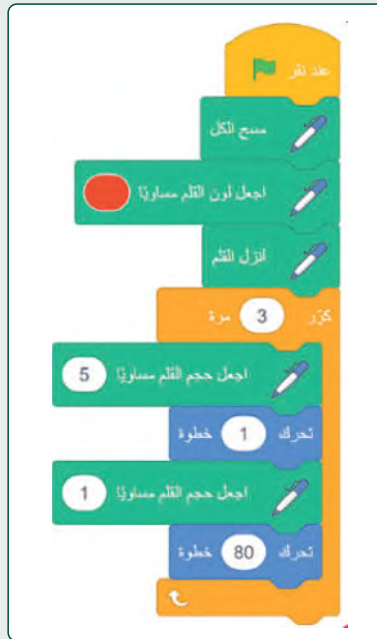 عند نقر
مسح الكل
اجعل لون القلم مساويًا
أنزل القلم
كرّر 3 مرة
اجعل حجم القلم مساويًا 5
تحرك 1 خطوة
اجعل حجم القلم مساويًا 1
تحرك 80 خطوة